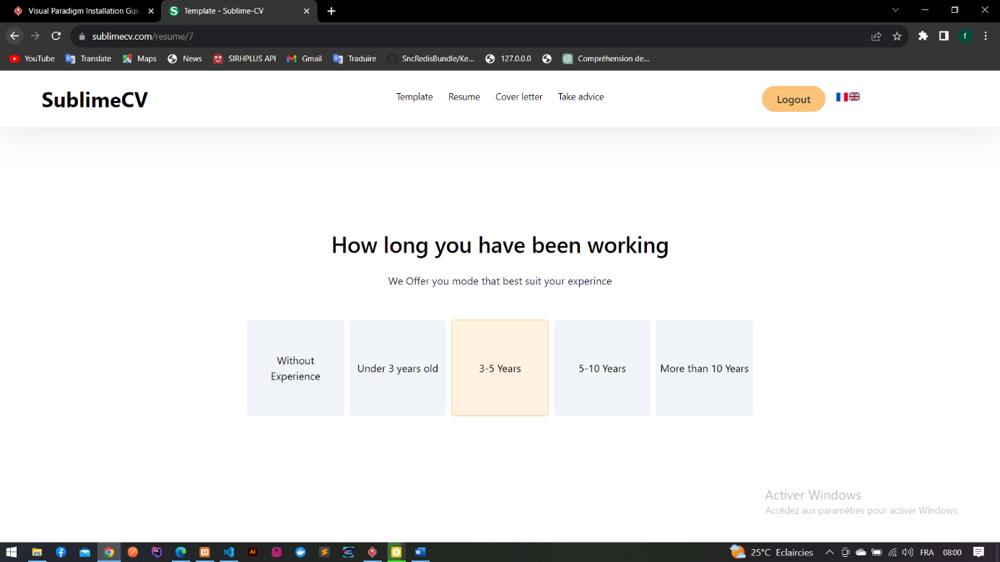 Visual Paradigm Installation Guid
Template - Sublime-CV
sublimecv.com/resume/7
f
YouTube
Translate
Maps
News
SIRHPLUS API
Gmail
Traduire
SncRedisBundle/Ke...
127.0.0.0
Compréhension de...
SublimeCV
Template
Resume
Cover letter
Take advice
Logout
How long you have been working
We Offer you mode that best suit your experince
Without
Experience
Under 3 years old
3-5 Years
5-10 Years
More than 10 Years
Activer Windows
Accédez aux paramètres pour activer Windows.
Ai
25°C Eclaircies
FRA
08:00